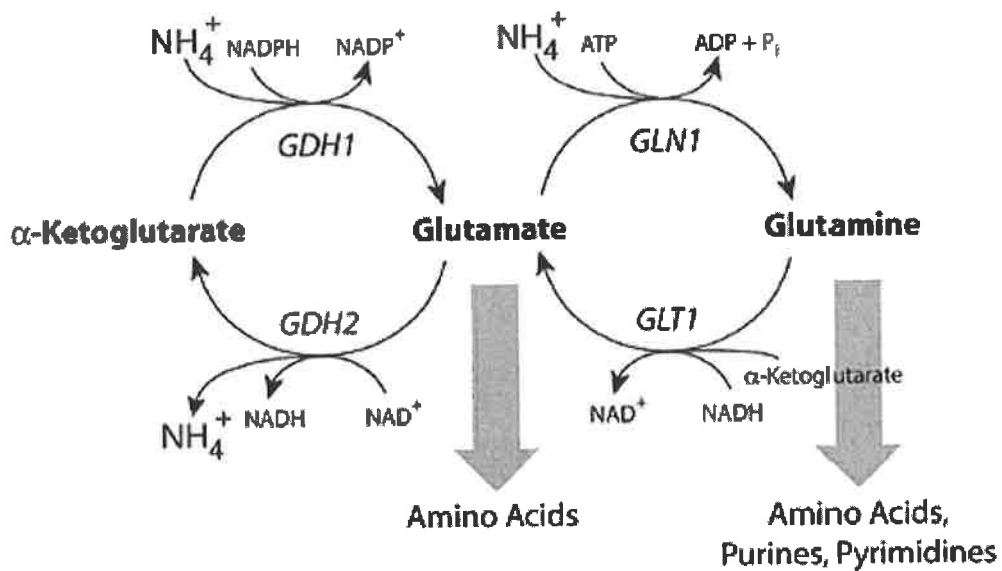 NH₄⁺ NADPH NADP⁺
NH₄⁺ ATP ADP + Pᵢ
GDH1
GLN1
α-Ketoglutarate
Glutamate
Glutamine
GDH2
GLT1
α-Ketoglutarate
NH₄⁺ NADH NAD⁺
NAD⁺ NADH
Amino Acids
Amino Acids,
Purines, Pyrimidines